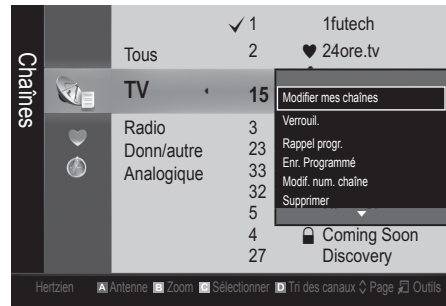 Chaînes
✓ 1 1futech
Tous 2 ♥ 24ore.tv
TV 15
Radio 3
Donn/autre 23
Analogique 33
32
5
4 Coming Soon
27 Discovery
Modifier mes chaînes
Verrouil.
Rappel progr.
Enr. Programmé
Modif. num. chaîne
Supprimer
Hertzien A Antenne B Zoom C Sélectionner D Tri des canaux Page Outils